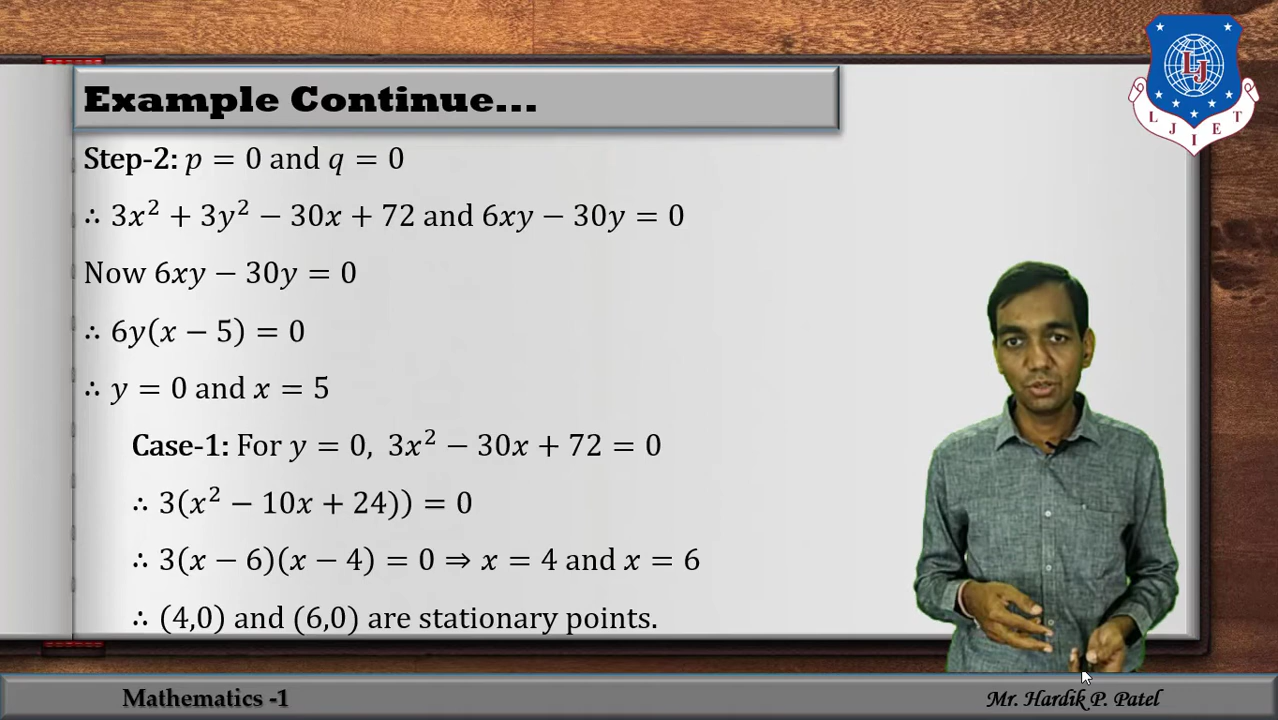 Example Continue...
Step-2: p = 0 and q = 0
∴ 3x² + 3y² − 30x + 72 and 6xy − 30y = 0
Now 6xy − 30y = 0
∴ 6y(x − 5) = 0
∴ y = 0 and x = 5
Case-1: For y = 0, 3x² − 30x + 72 = 0
∴ 3(x² − 10x + 24)) = 0
∴ 3(x − 6)(x − 4) = 0 ⇒ x = 4 and x = 6
∴ (4,0) and (6,0) are stationary points.
LJ
L J I E T
Mathematics -1
Mr. Hardik P. Patel